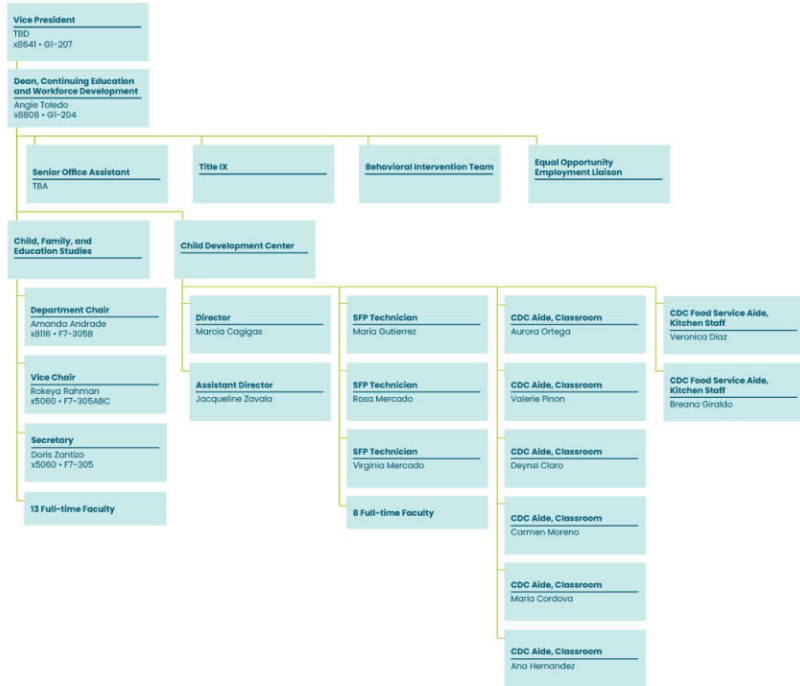 Vice President
TBD
x8641 • G1-207
Dean, Continuing Education
and Workforce Development
Angie Toledo
x8808 • G1-204
Senior Office Assistant
TBA
Title IX
Behavioral Intervention Team
Equal Opportunity
Employment Liaison
Child, Family, and
Education Studies
Child Development Center
Department Chair
Amanda Andrade
x8116 • F7-305B
Vice Chair
Rokeya Rahman
x5060 • F7-305ABC
Secretary
Doris Zantizo
x5060 • F7-305
13 Full-time Faculty
Director
Marcia Cagigas
Assistant Director
Jacqueline Zavala
SFP Technician
Maria Gutierrez
SFP Technician
Rosa Mercado
SFP Technician
Virginia Mercado
8 Full-time Faculty
CDC Aide, Classroom
Aurora Ortega
CDC Aide, Classroom
Valerie Pinon
CDC Aide, Classroom
Deynsi Claro
CDC Aide, Classroom
Carmen Moreno
CDC Aide, Classroom
Maria Cordova
CDC Aide, Classroom
Ana Hernandez
CDC Food Service Aide,
Kitchen Staff
Veronica Diaz
CDC Food Service Aide,
Kitchen Staff
Breana Giraldo